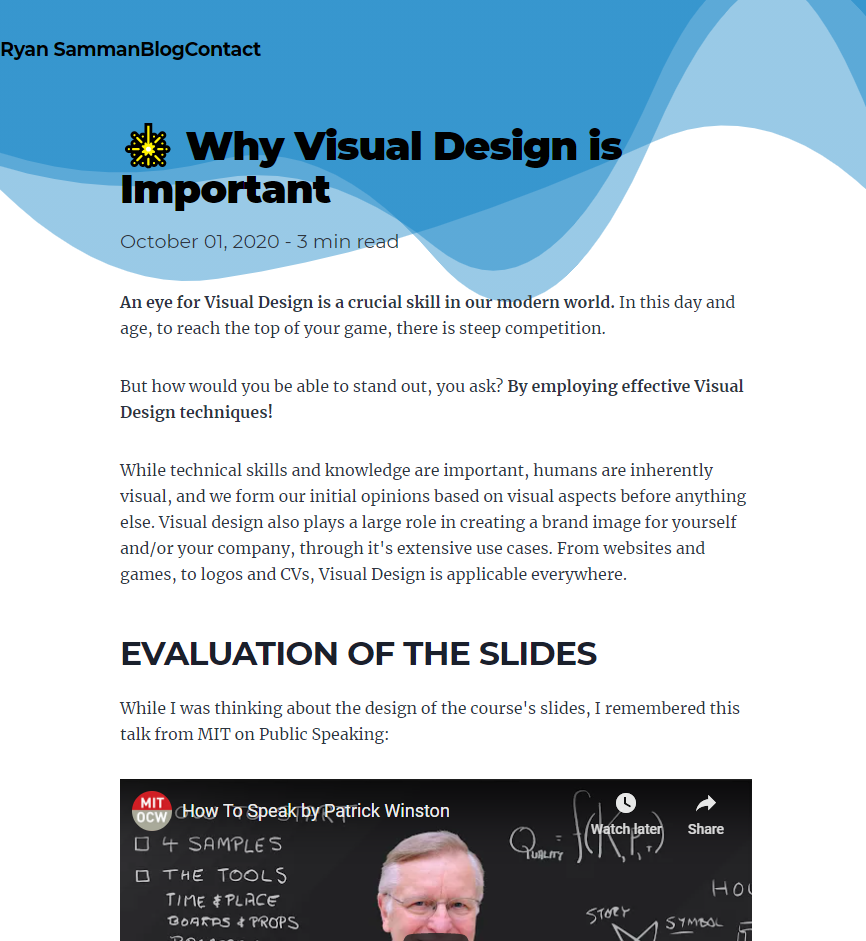 Ryan SammanBlogContact
Why Visual Design is
Important
October 01, 2020 - 3 min read
An eye for Visual Design is a crucial skill in our modern world. In this day and
age, to reach the top of your game, there is steep competition.
But how would you be able to stand out, you ask? By employing effective Visual
Design techniques!
While technical skills and knowledge are important, humans are inherently
visual, and we form our initial opinions based on visual aspects before anything
else. Visual design also plays a large role in creating a brand image for yourself
and/or your company, through it's extensive use cases. From websites and
games, to logos and CVs, Visual Design is applicable everywhere.
EVALUATION OF THE SLIDES
While I was thinking about the design of the course's slides, I remembered this
talk from MIT on Public Speaking:
MIT
OCW
How To Speak by Patrick Winston
Watch later
Share
TO START
4 SAMPLES
THE TOOLS
TIME & PLACE
BOARDS & PROPS
QUALITY
HOW
STORY
SYMBOL